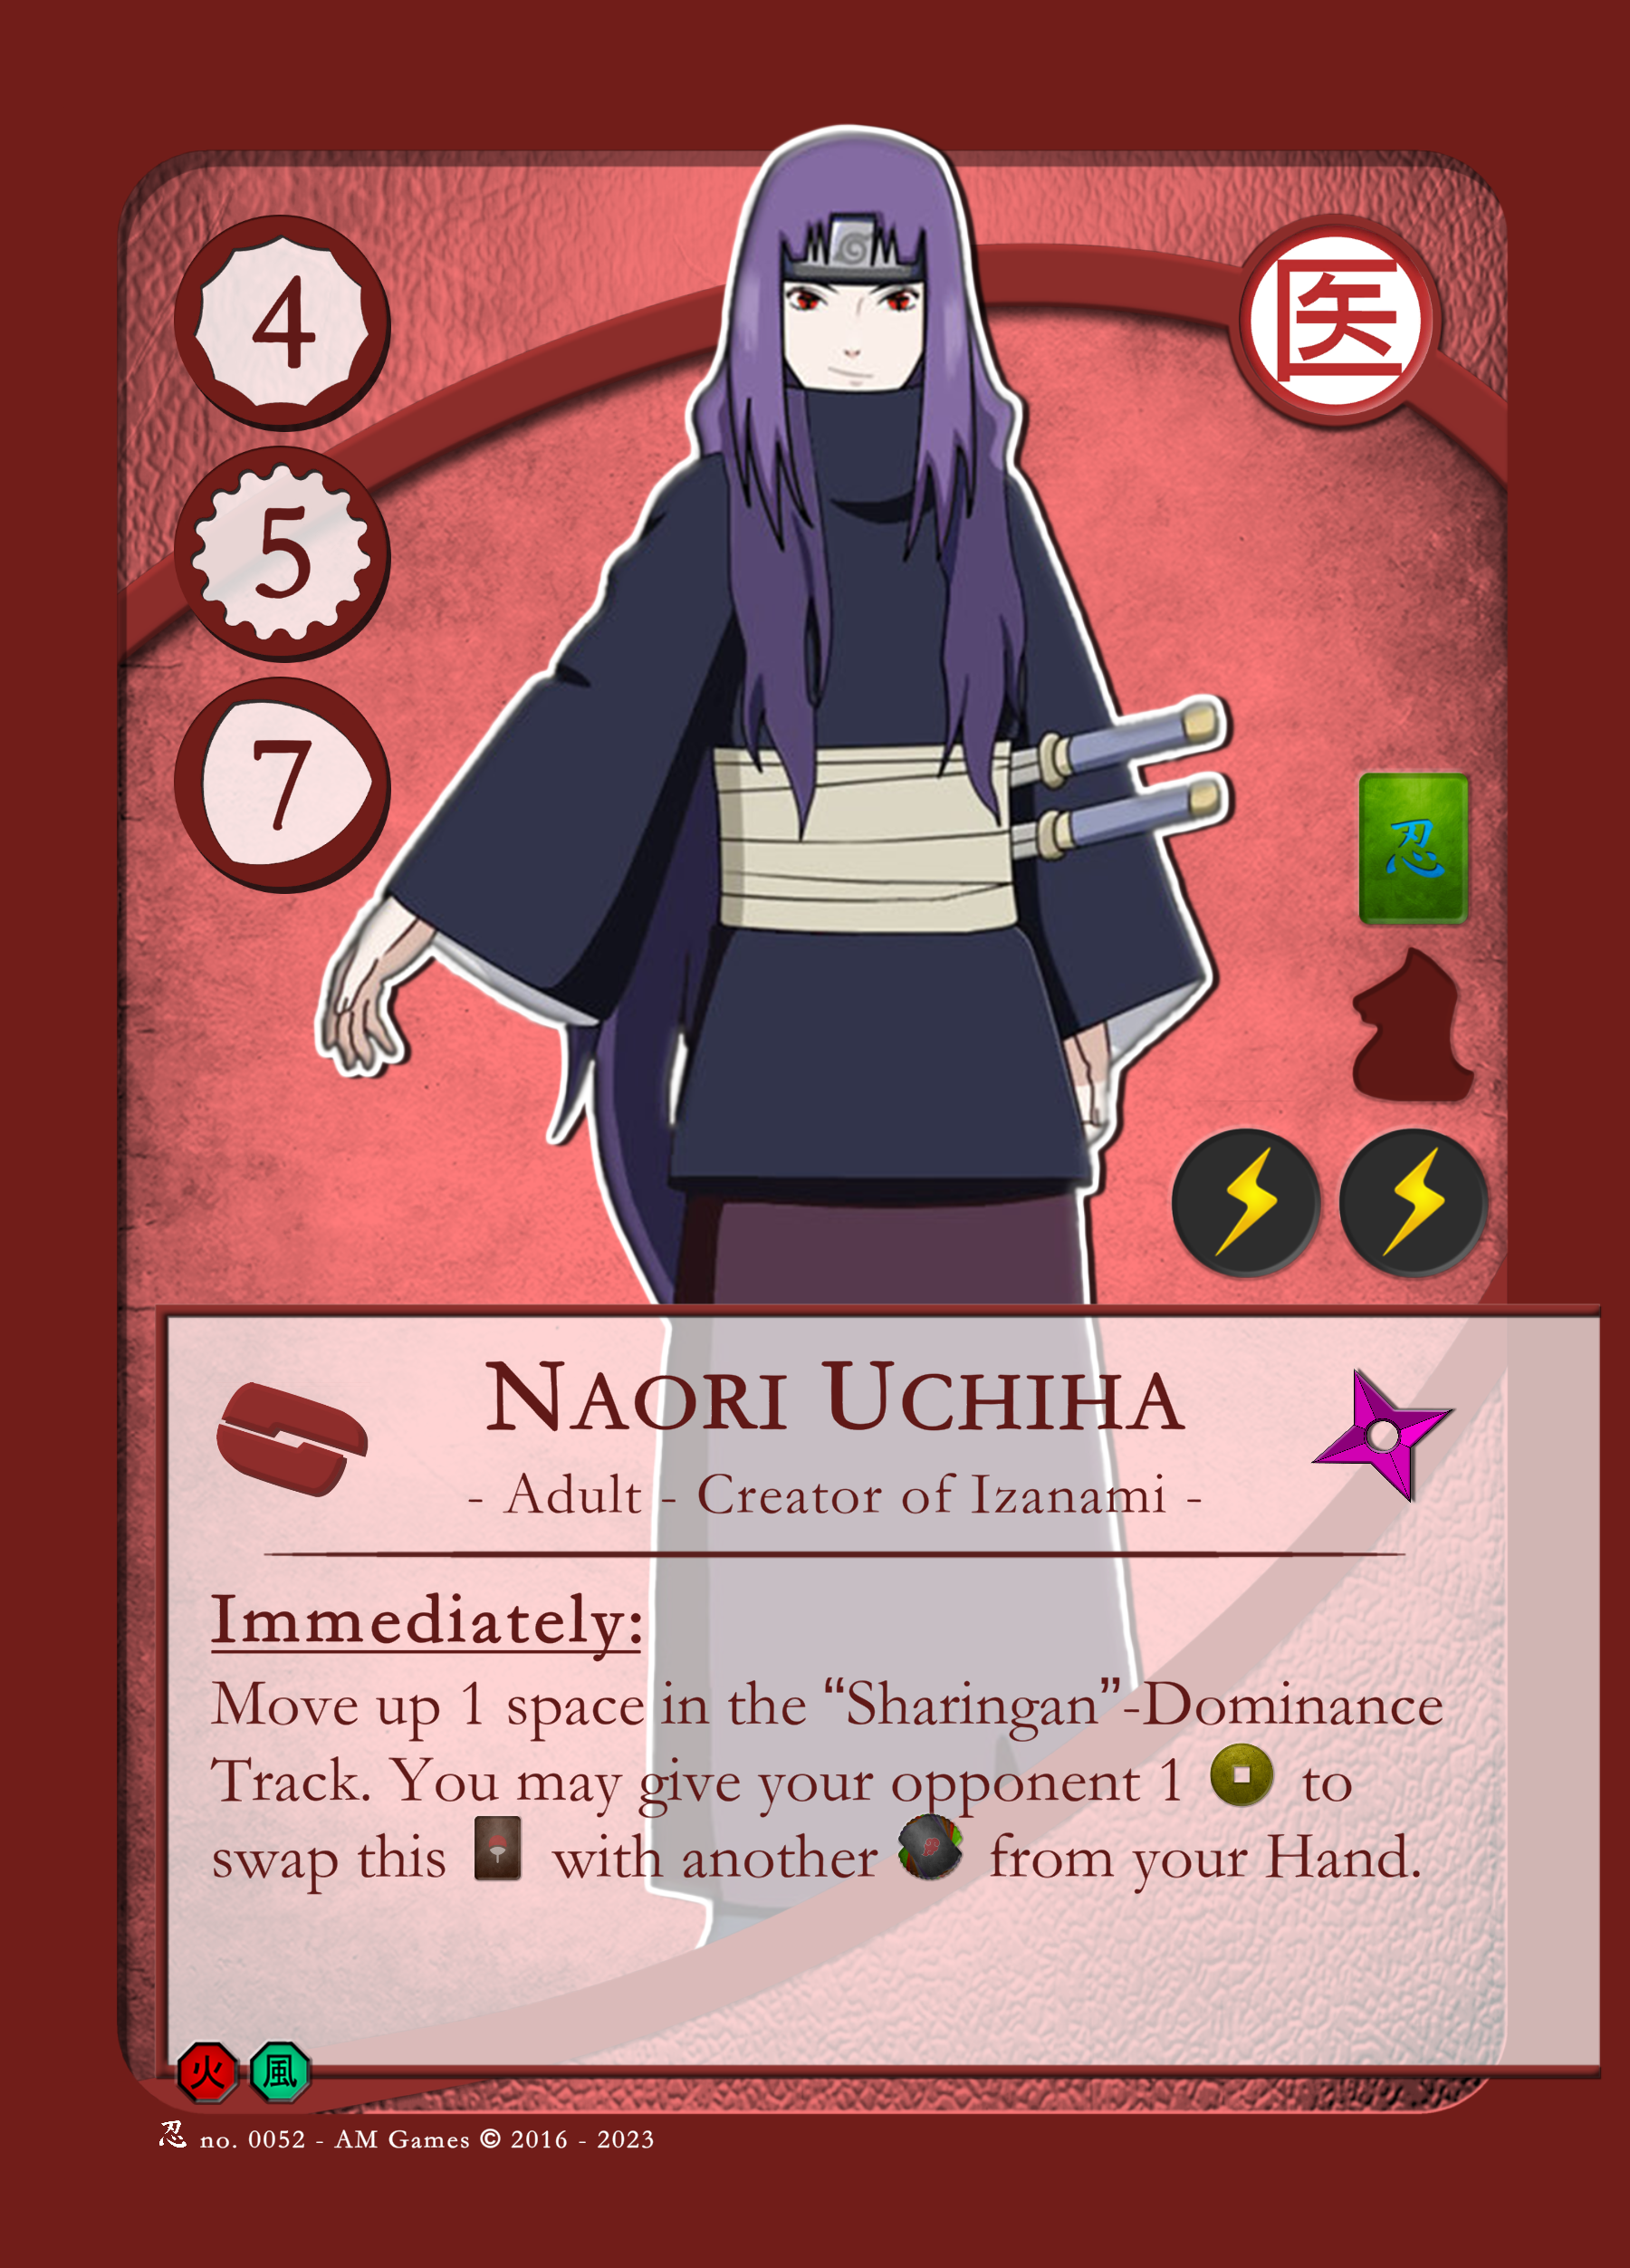 4
医
5
7
忍
Naori Uchiha
- Adult - Creator of Izanami -
Immediately:
Move up 1 space in the “Sharingan”-Dominance
Track. You may give your opponent 1 to
swap this with another from your Hand.
火 風
忍 no. 0052 - AM Games © 2016 - 2023